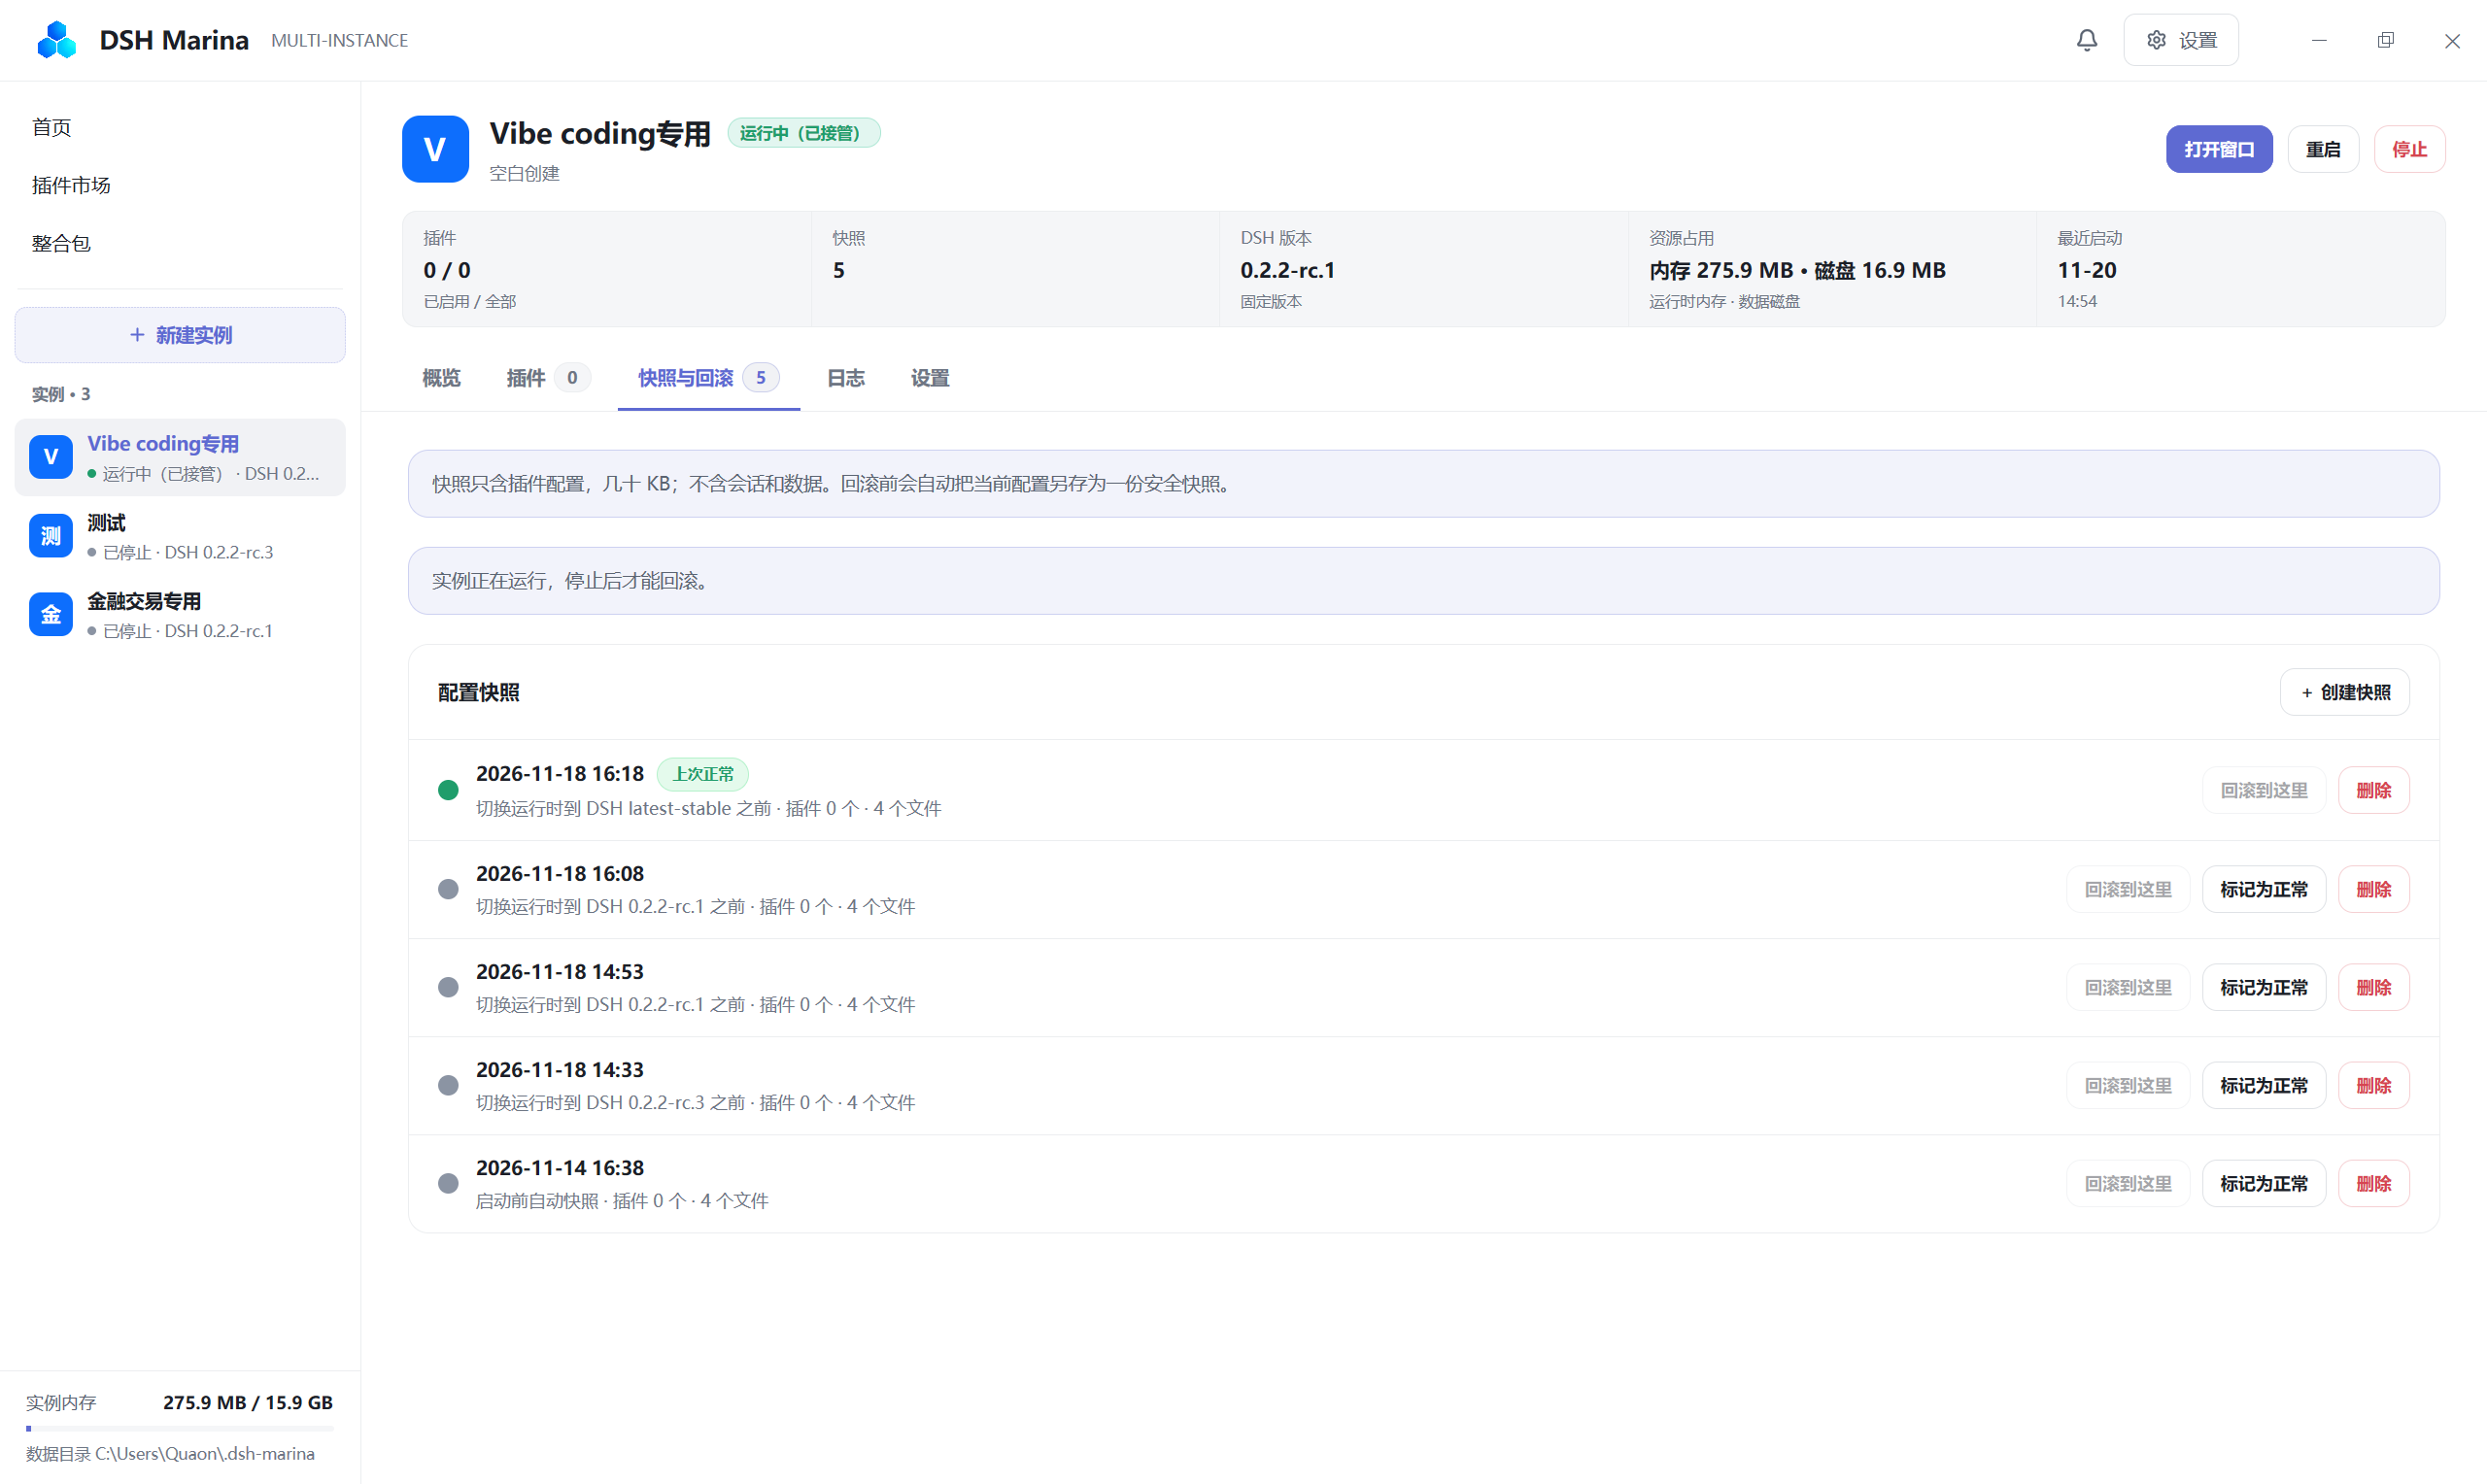 DSH Marina MULTI-INSTANCE
设置
首页
插件市场
整合包
+ 新建实例
实例 • 3
V
Vibe coding专用
运行中（已接管） · DSH 0.2...
测
测试
已停止 · DSH 0.2.2-rc.3
金
金融交易专用
已停止 · DSH 0.2.2-rc.1
实例内存 275.9 MB / 15.9 GB
数据目录 C:\Users\Quaon\.dsh-marina
V
Vibe coding专用 运行中（已接管）
空白创建
打开窗口 重启 停止
插件
0 / 0
已启用 / 全部
快照
5
DSH 版本
0.2.2-rc.1
固定版本
资源占用
内存 275.9 MB • 磁盘 16.9 MB
运行时内存 · 数据磁盘
最近启动
11-20
14:54
概览 插件 0 快照与回滚 5 日志 设置
快照只含插件配置，几十 KB；不含会话和数据。回滚前会自动把当前配置另存为一份安全快照。
实例正在运行，停止后才能回滚。
配置快照 + 创建快照
2026-11-18 16:18 上次正常
切换运行时到 DSH latest-stable 之前 · 插件 0 个 · 4 个文件
回滚到这里 删除
2026-11-18 16:08
切换运行时到 DSH 0.2.2-rc.1 之前 · 插件 0 个 · 4 个文件
回滚到这里 标记为正常 删除
2026-11-18 14:53
切换运行时到 DSH 0.2.2-rc.1 之前 · 插件 0 个 · 4 个文件
回滚到这里 标记为正常 删除
2026-11-18 14:33
切换运行时到 DSH 0.2.2-rc.3 之前 · 插件 0 个 · 4 个文件
回滚到这里 标记为正常 删除
2026-11-14 16:38
启动前自动快照 · 插件 0 个 · 4 个文件
回滚到这里 标记为正常 删除